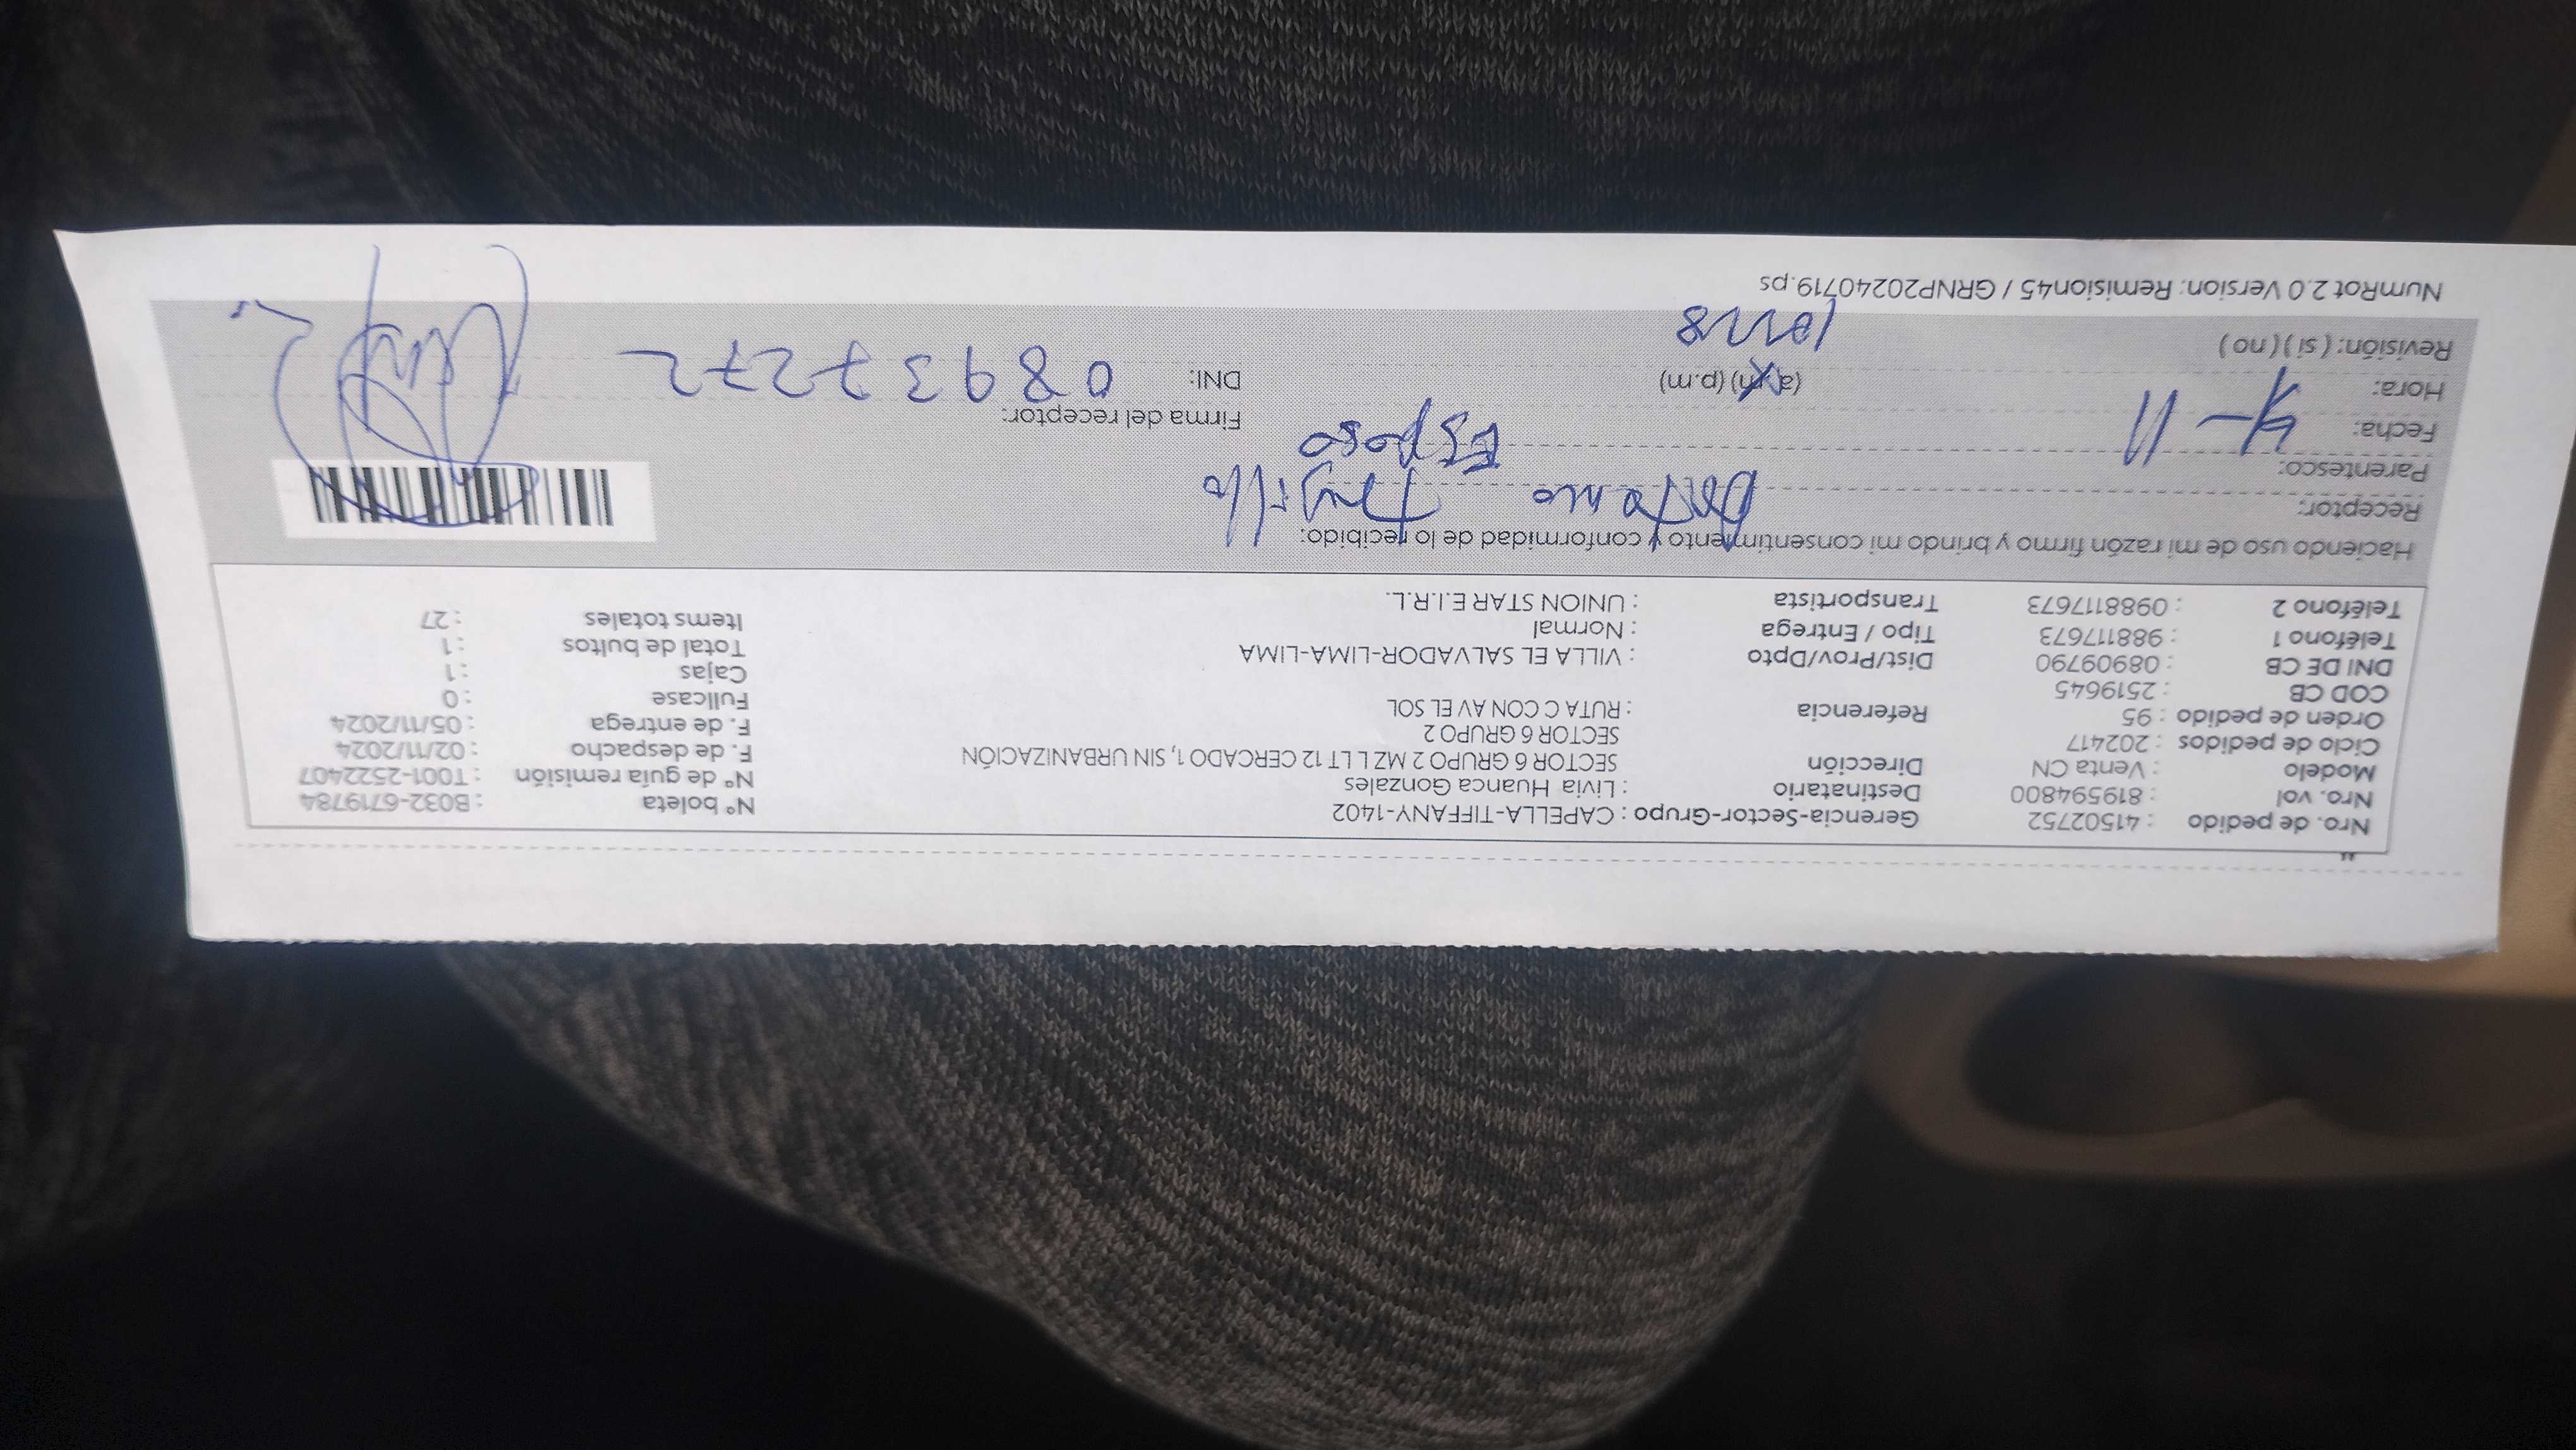 Nro. de pedido : 41502752 Gerencia-Sector-Grupo : CAPELLA-TIFFANY-1402 N° boleta : B032-6719784
Nro. vol : 819594800 Destinatario : Livia Huanca Gonzales N° de guía remisión : T001-2522407
Modelo : Venta CN Dirección SECTOR 6 GRUPO 2 MZ L LT 12 CERCADO 1, SIN URBANIZACIÓN F. de despacho : 02/11/2024
Ciclo de pedidos : 202417 SECTOR 6 GRUPO 2 F. de entrega : 05/11/2024
Orden de pedido : 95 Referencia : RUTA C CON AV EL SOL Fullcase : 0
COD CB : 2519645 Cajas : 1
DNI DE CB : 08909790 Dist/Prov/Dpto : VILLA EL SALVADOR-LIMA-LIMA Total de bultos : 1
Teléfono 1 : 988117673 Tipo / Entrega : Normal Items totales : 27
Teléfono 2 : 0988117673 Transportista : UNION STAR E.I.R.L.
Haciendo uso de mi razón firmo y brindo mi consentimiento y conformidad de lo recibido:
Receptor: Antonio Trujillo
Parentesco: Esposo
Fecha: 4-11 Firma del receptor:
Hora: (a.m) (p.m) DNI: 08937272
Revisión: ( si ) ( no )
NumRot 2.0 Version: Remision45 / GRNP20240719.ps